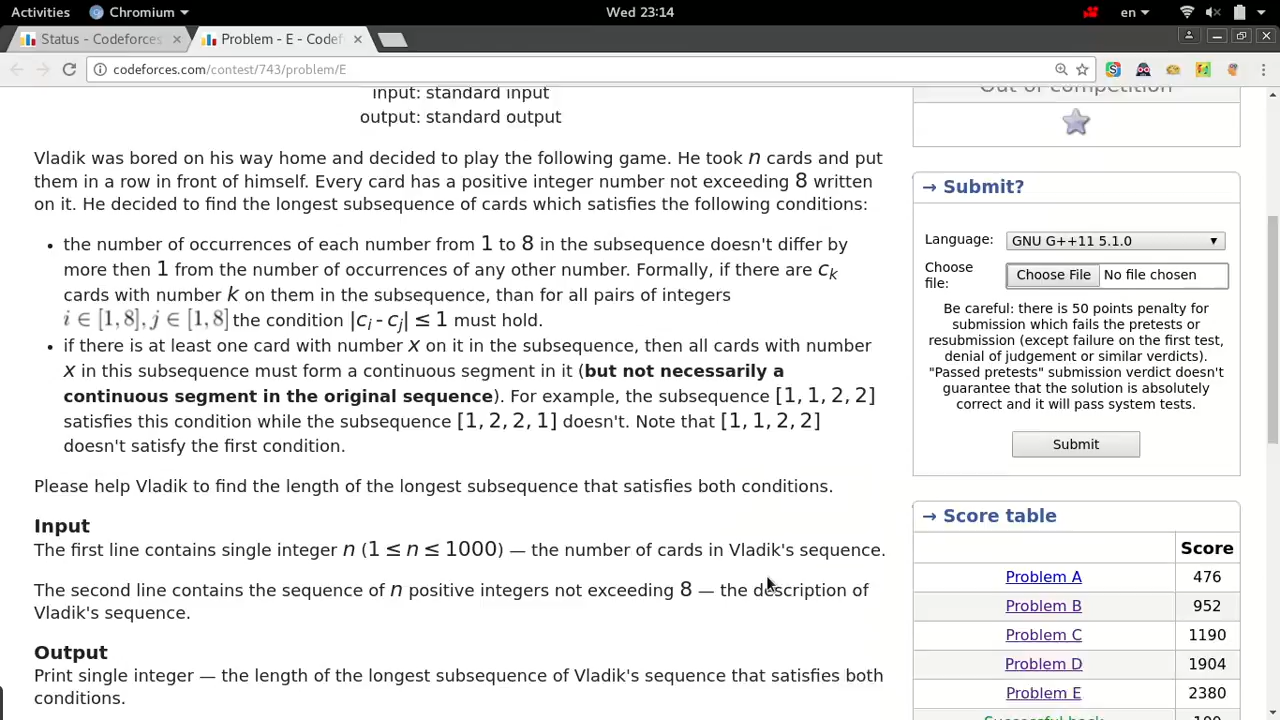 Activities Chromium Wed 23:14 en
Status - Codeforces × Problem - E - Codef ×
codeforces.com/contest/743/problem/E
input: standard input
output: standard output
Vladik was bored on his way home and decided to play the following game. He took n cards and put
them in a row in front of himself. Every card has a positive integer number not exceeding 8 written
on it. He decided to find the longest subsequence of cards which satisfies the following conditions:
• the number of occurrences of each number from 1 to 8 in the subsequence doesn't differ by
more then 1 from the number of occurrences of any other number. Formally, if there are ck
cards with number k on them in the subsequence, than for all pairs of integers
i ∈ [1, 8], j ∈ [1, 8] the condition |ci - cj| ≤ 1 must hold.
• if there is at least one card with number x on it in the subsequence, then all cards with number
x in this subsequence must form a continuous segment in it (but not necessarily a
continuous segment in the original sequence). For example, the subsequence [1, 1, 2, 2]
satisfies this condition while the subsequence [1, 2, 2, 1] doesn't. Note that [1, 1, 2, 2]
doesn't satisfy the first condition.
Please help Vladik to find the length of the longest subsequence that satisfies both conditions.
Input
The first line contains single integer n (1 ≤ n ≤ 1000) — the number of cards in Vladik's sequence.
The second line contains the sequence of n positive integers not exceeding 8 — the description of
Vladik's sequence.
Output
Print single integer — the length of the longest subsequence of Vladik's sequence that satisfies both
conditions.
Out of competition
→ Submit?
Language: GNU G++11 5.1.0
Choose
file: Choose File No file chosen
Be careful: there is 50 points penalty for
submission which fails the pretests or
resubmission (except failure on the first test,
denial of judgement or similar verdicts).
"Passed pretests" submission verdict doesn't
guarantee that the solution is absolutely
correct and it will pass system tests.
Submit
→ Score table
Score
Problem A 476
Problem B 952
Problem C 1190
Problem D 1904
Problem E 2380
Successful hack 100